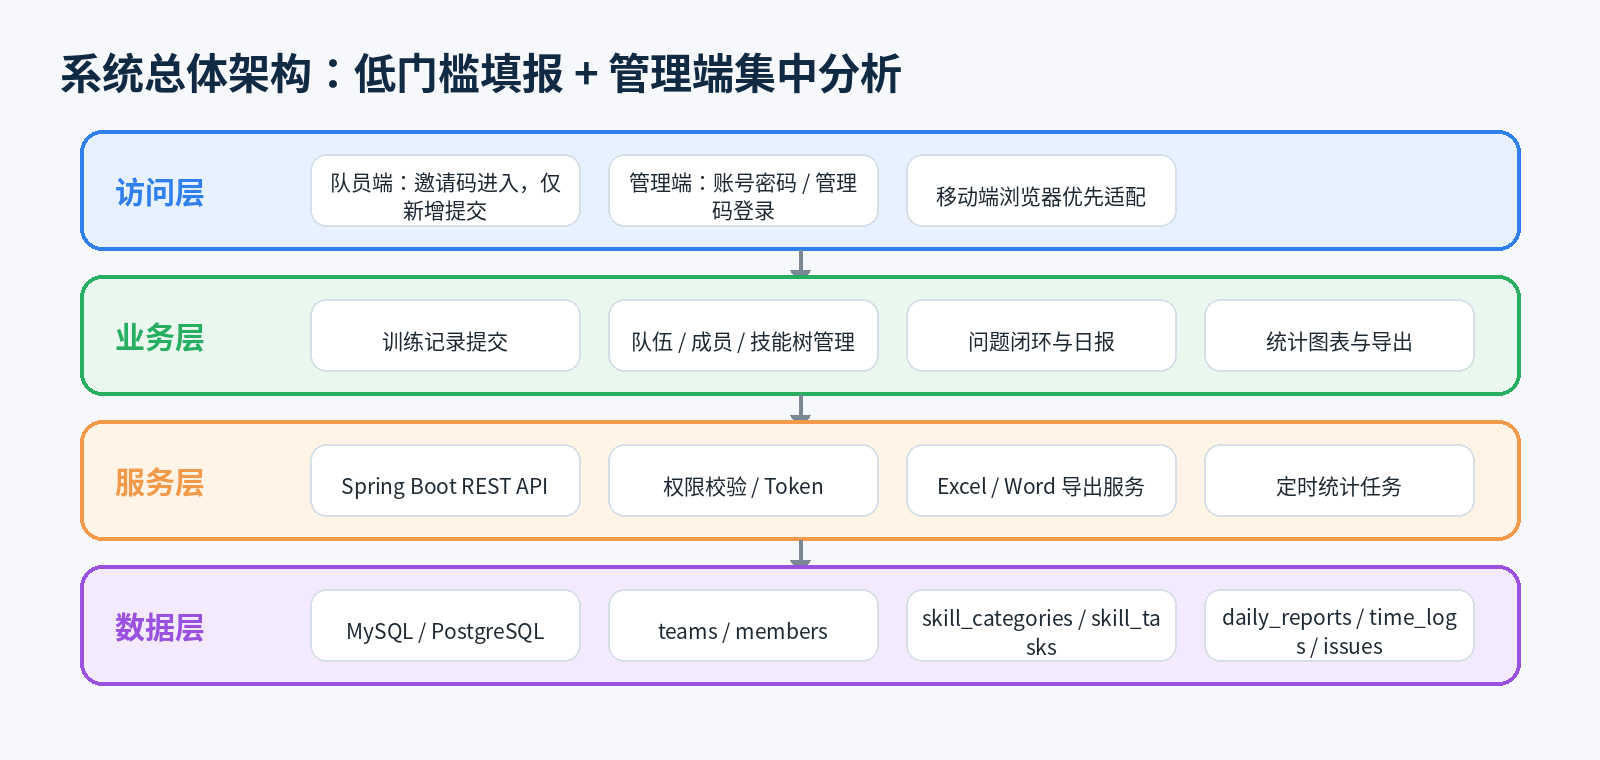 系统总体架构：低门槛填报 + 管理端集中分析
访问层
队员端：邀请码进入，仅
新增提交
管理端：账号密码 / 管理
码登录
移动端浏览器优先适配
业务层
训练记录提交
队伍 / 成员 / 技能树管理
问题闭环与日报
统计图表与导出
服务层
Spring Boot REST API
权限校验 / Token
Excel / Word 导出服务
定时统计任务
数据层
MySQL / PostgreSQL
teams / members
skill_categories / skill_ta
sks
daily_reports / time_log
s / issues